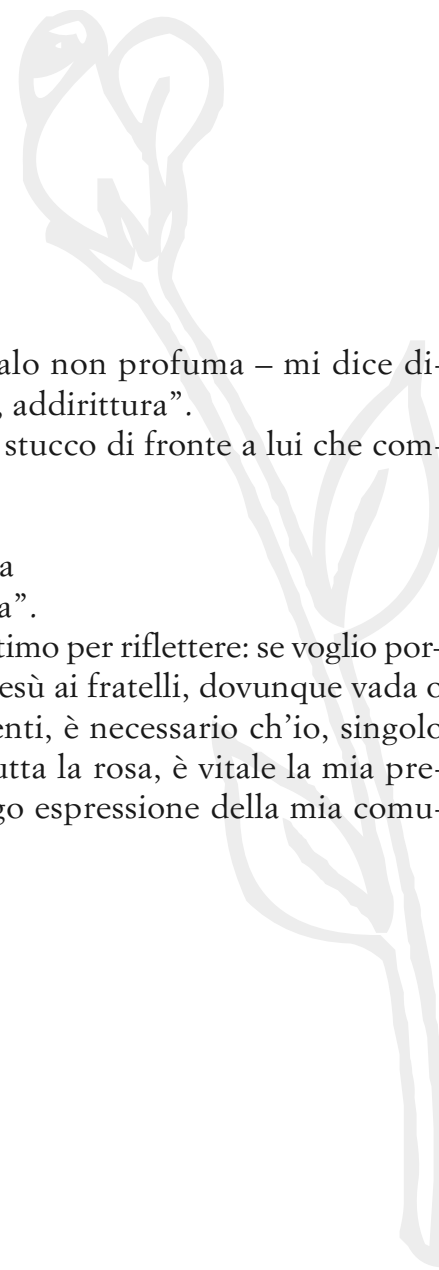 alo non profuma – mi dice di-
, addirittura”.
stucco di fronte a lui che com-
a
a”.
timo per riflettere: se voglio por-
esù ai fratelli, dovunque vada o
enti, è necessario ch’io, singolo
utta la rosa, è vitale la mia pre-
go espressione della mia comu-